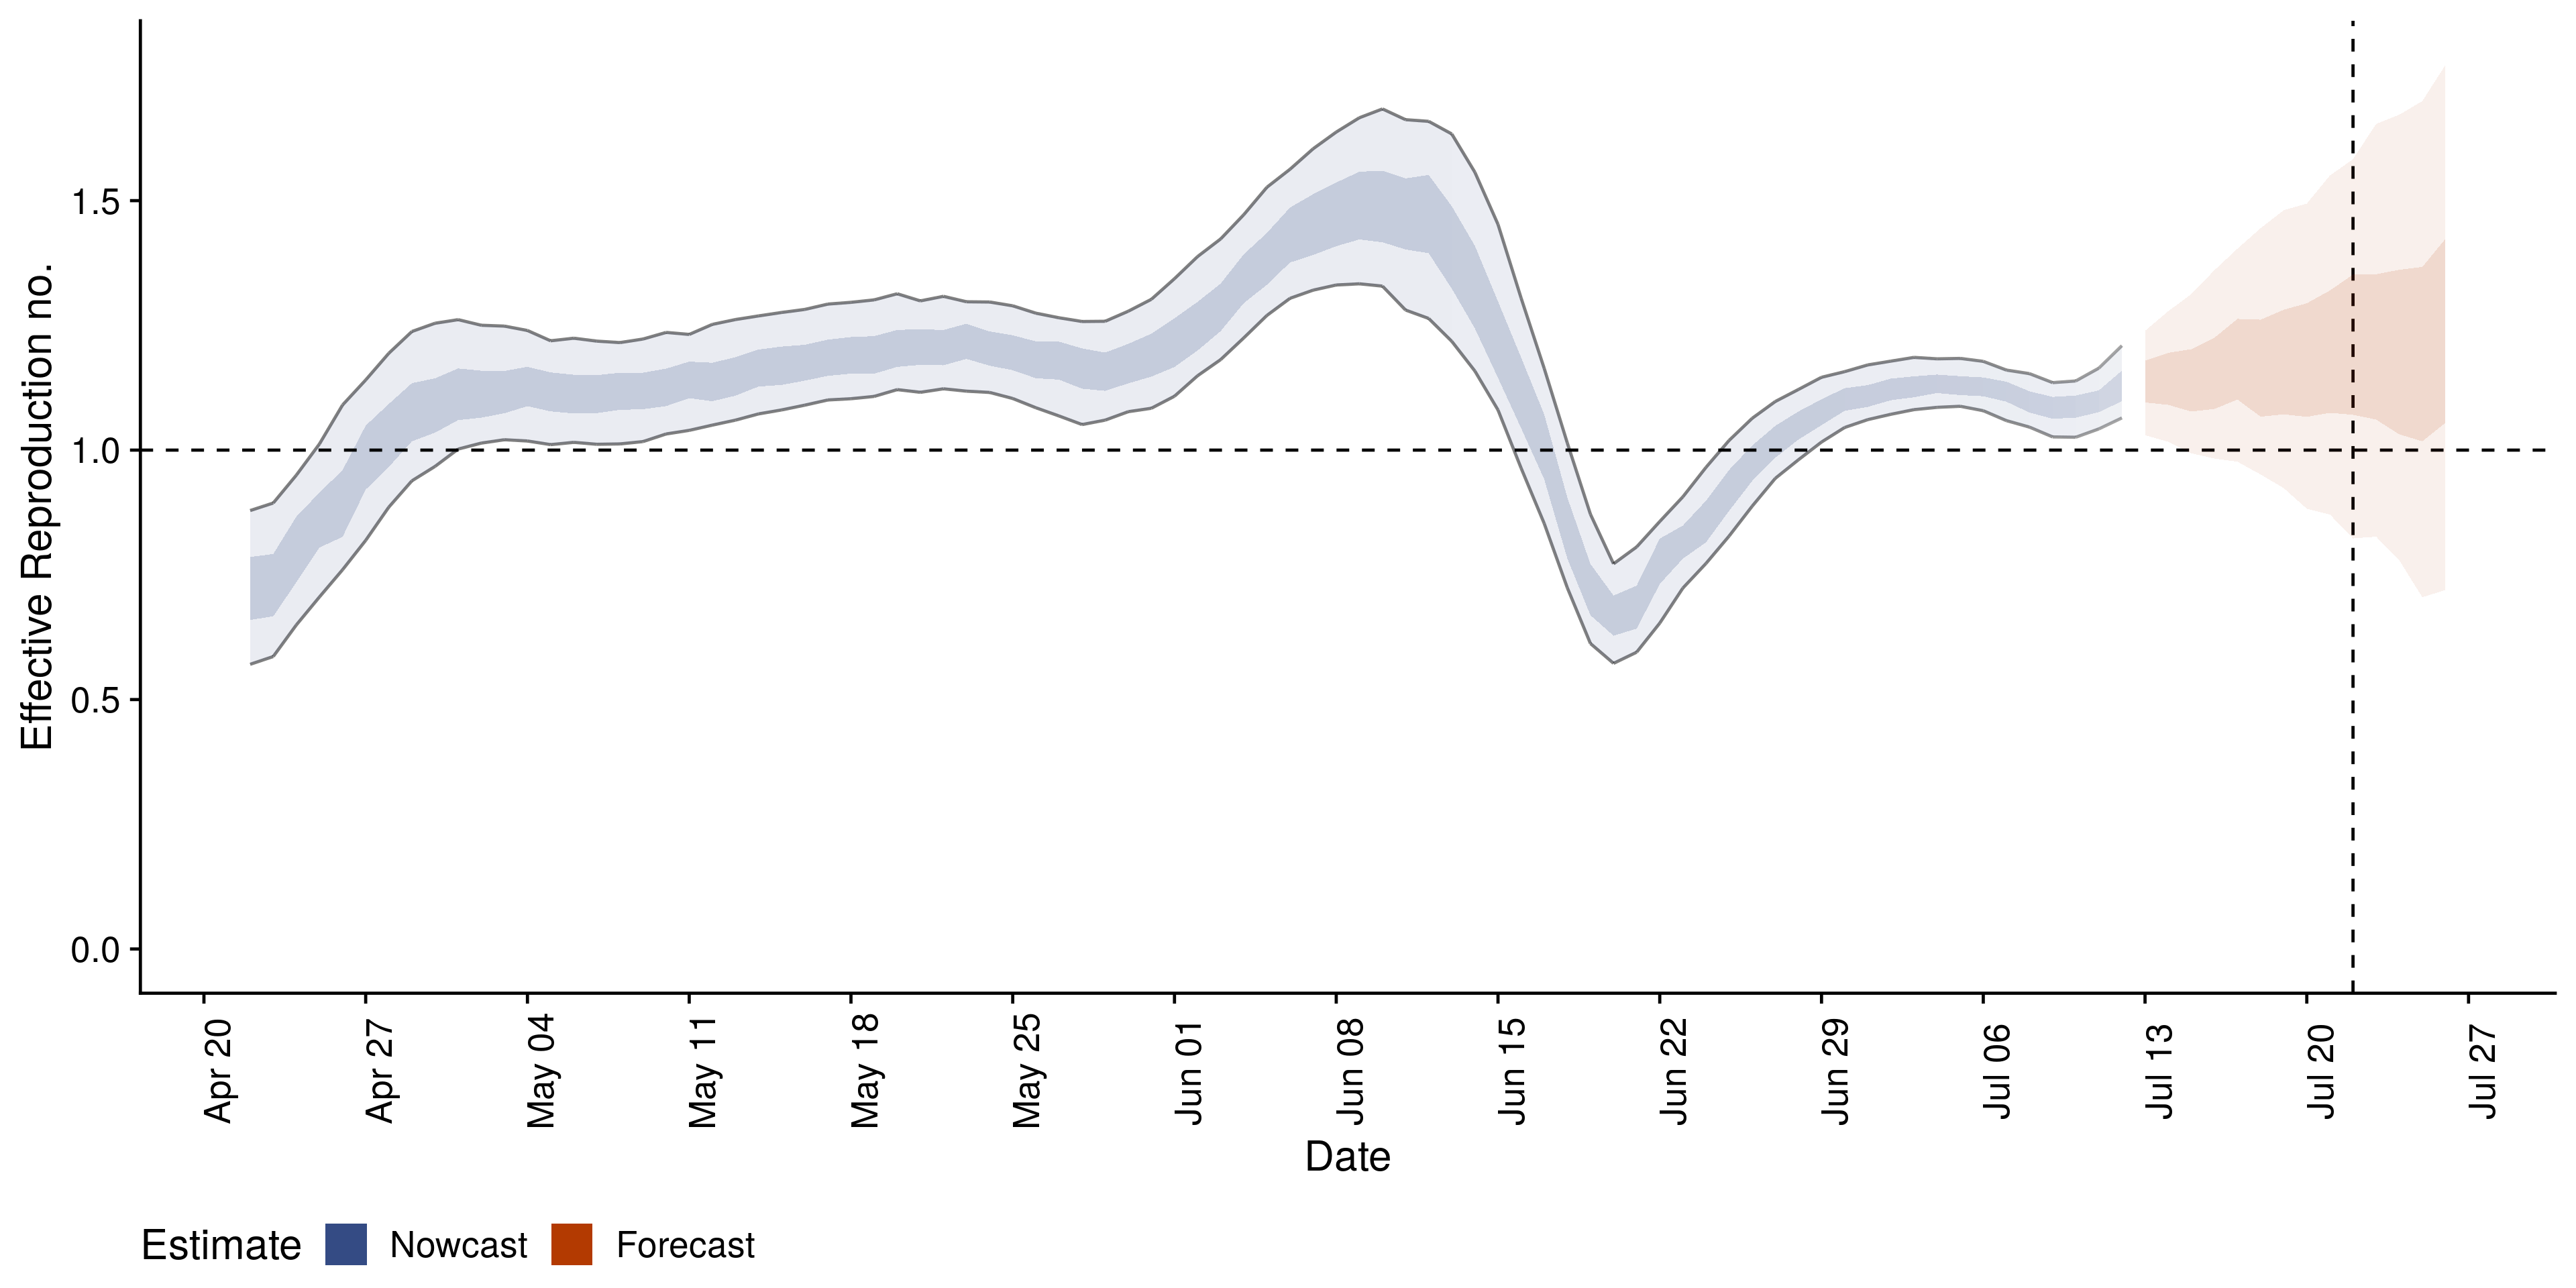 Effective Reproduction no.
1.5
1.0
0.5
0.0
Apr 20
Apr 27
May 04
May 11
May 18
May 25
Jun 01
Jun 08
Jun 15
Jun 22
Jun 29
Jul 06
Jul 13
Jul 20
Jul 27
Date
Estimate Nowcast Forecast